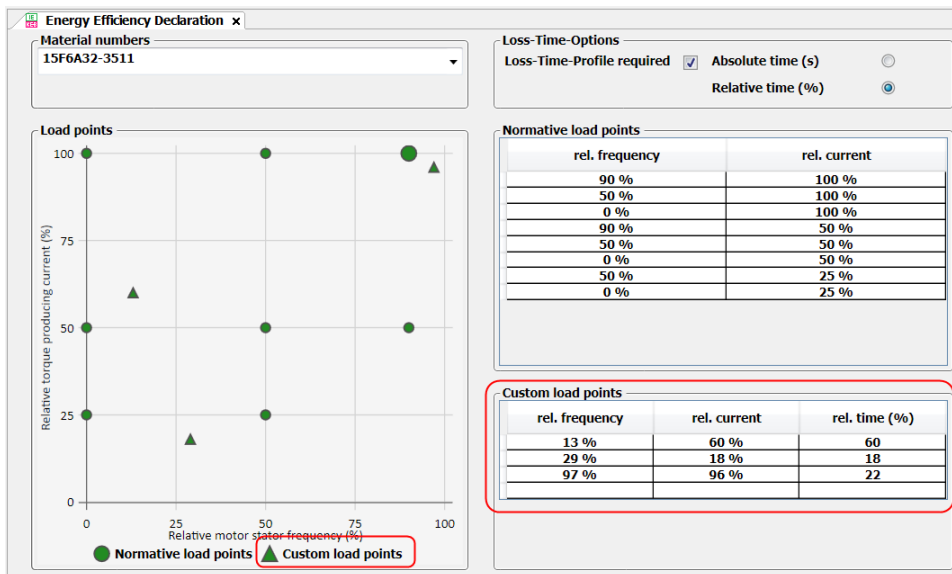 Energy Efficiency Declaration x
Material numbers
15F6A32-3511
Loss-Time-Options
Loss-Time-Profile required Absolute time (s)
Relative time (%)
Load points
Relative torque producing current (%)
100
75
50
25
0
0 25 50 75 100
Relative motor stator frequency (%)
Normative load points Custom load points
Normative load points
rel. frequency rel. current
90 % 100 %
50 % 100 %
0 % 100 %
90 % 50 %
50 % 50 %
0 % 50 %
50 % 25 %
0 % 25 %
Custom load points
rel. frequency rel. current rel. time (%)
13 % 60 % 60
29 % 18 % 18
97 % 96 % 22